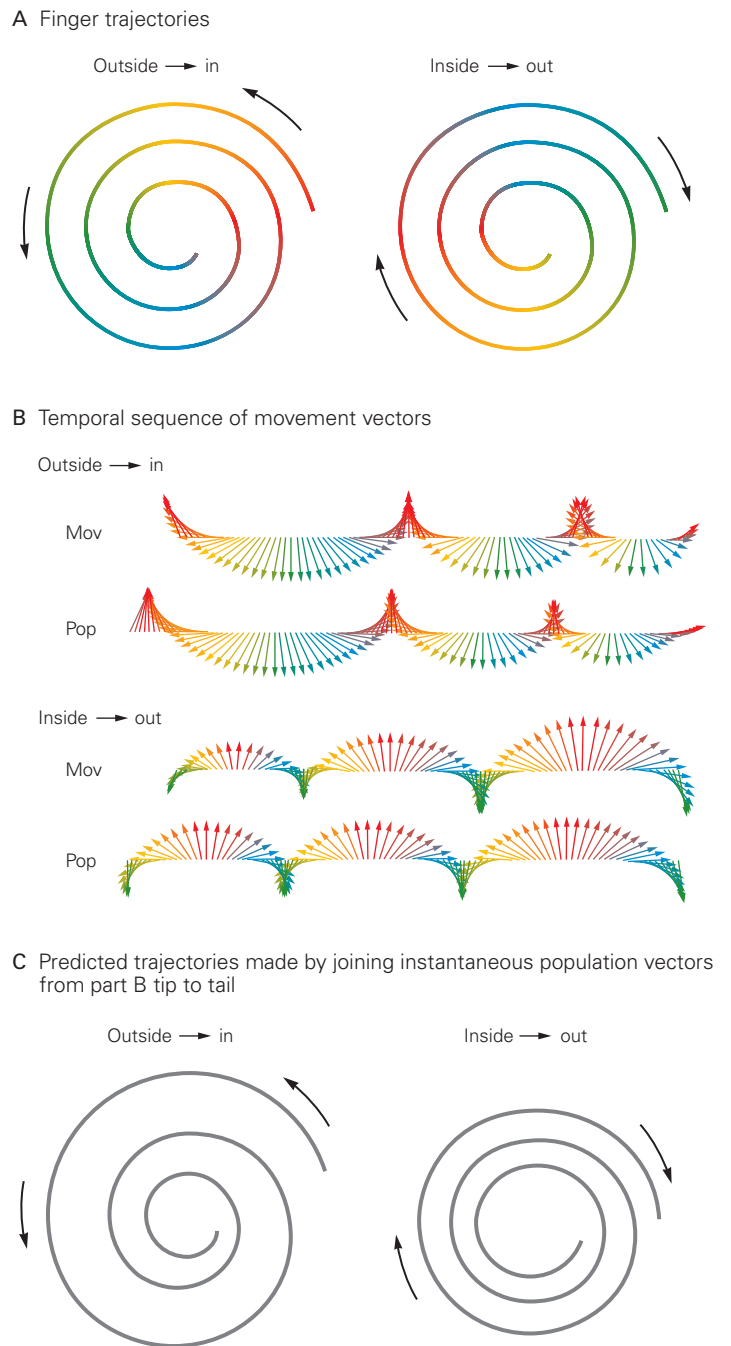 A Finger trajectories
Outside → in
Inside → out
B Temporal sequence of movement vectors
Outside → in
Mov
Pop
Inside → out
Mov
Pop
C Predicted trajectories made by joining instantaneous population vectors
from part B tip to tail
Outside → in
Inside → out